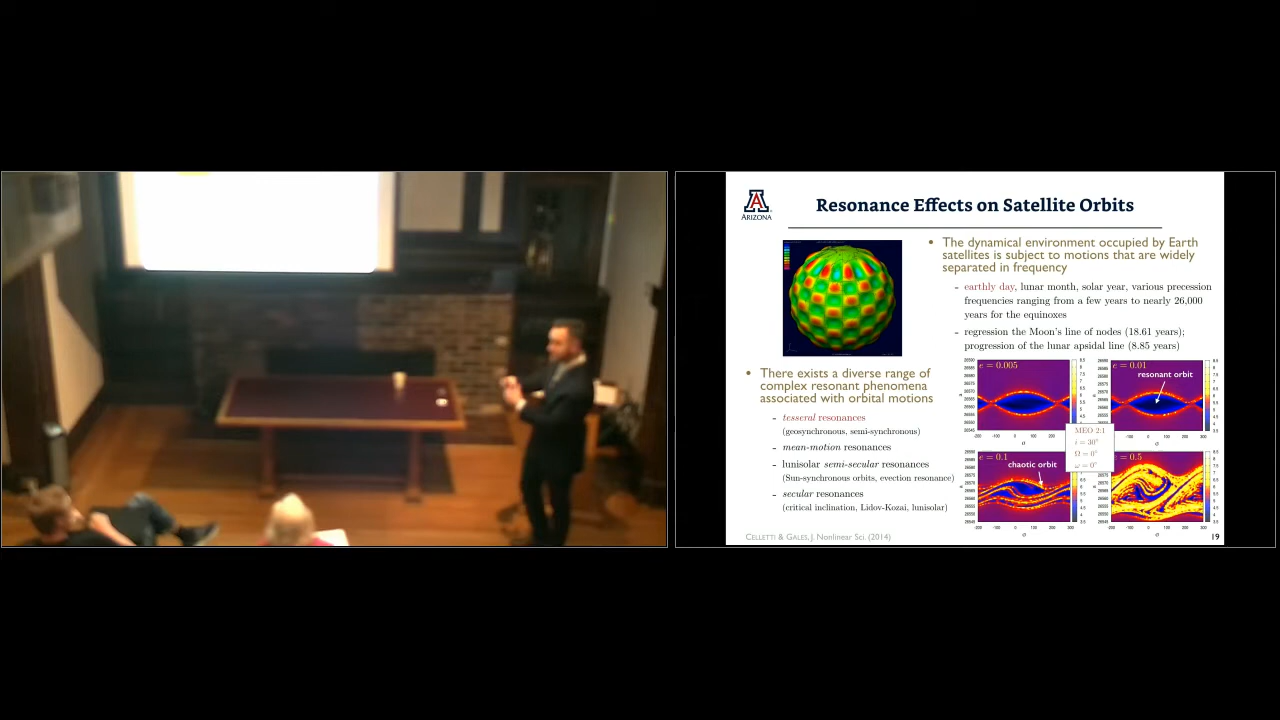 ARIZONA
Resonance Effects on Satellite Orbits
• There exists a diverse range of
complex resonant phenomena
associated with orbital motions
- tesseral resonances
(geosynchronous, semi-synchronous)
- mean-motion resonances
- lunisolar semi-secular resonances
(Sun-synchronous orbits, evection resonance)
- secular resonances
(critical inclination, Lidov-Kozai, lunisolar)
• The dynamical environment occupied by Earth
satellites is subject to motions that are widely
separated in frequency
- earthly day, lunar month, solar year, various precession
frequencies ranging from a few years to nearly 26,000
years for the equinoxes
- regression the Moon's line of nodes (18.61 years);
progression of the lunar apsidal line (8.85 years)
e = 0.005
e = 0.01
resonant orbit
MEO 2:1
i = 30°
Ω = 0°
ω = 0°
e = 0.1
chaotic orbit
= 0.5
CELLETTI & GALES, J. Nonlinear Sci. (2014)
19